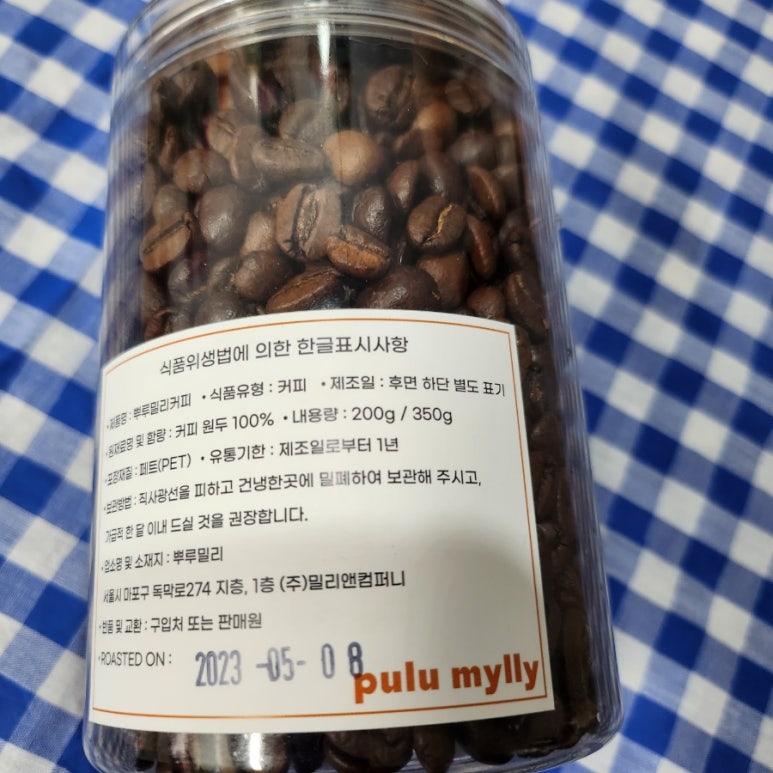 식품위생법에 의한 한글표시사항
•제품명 : 뿌루밀리커피 •식품유형 : 커피 •제조일 : 후면 하단 별도 표기
•원재료명 및 함량 : 커피 원두 100% •내용량 : 200g / 350g
•포장재질 : 페트(PET) •유통기한 : 제조일로부터 1년
•보관방법 : 직사광선을 피하고 건냉한곳에 밀폐하여 보관해 주시고,
가급적 한 달 이내 드실 것을 권장합니다.
•업소명 및 소재지 : 뿌루밀리
서울시 마포구 독막로274 지층, 1층 (주)밀리앤컴퍼니
•반품 및 교환 : 구입처 또는 판매원
•ROASTED ON : 2023 -05- 08
pulu mylly